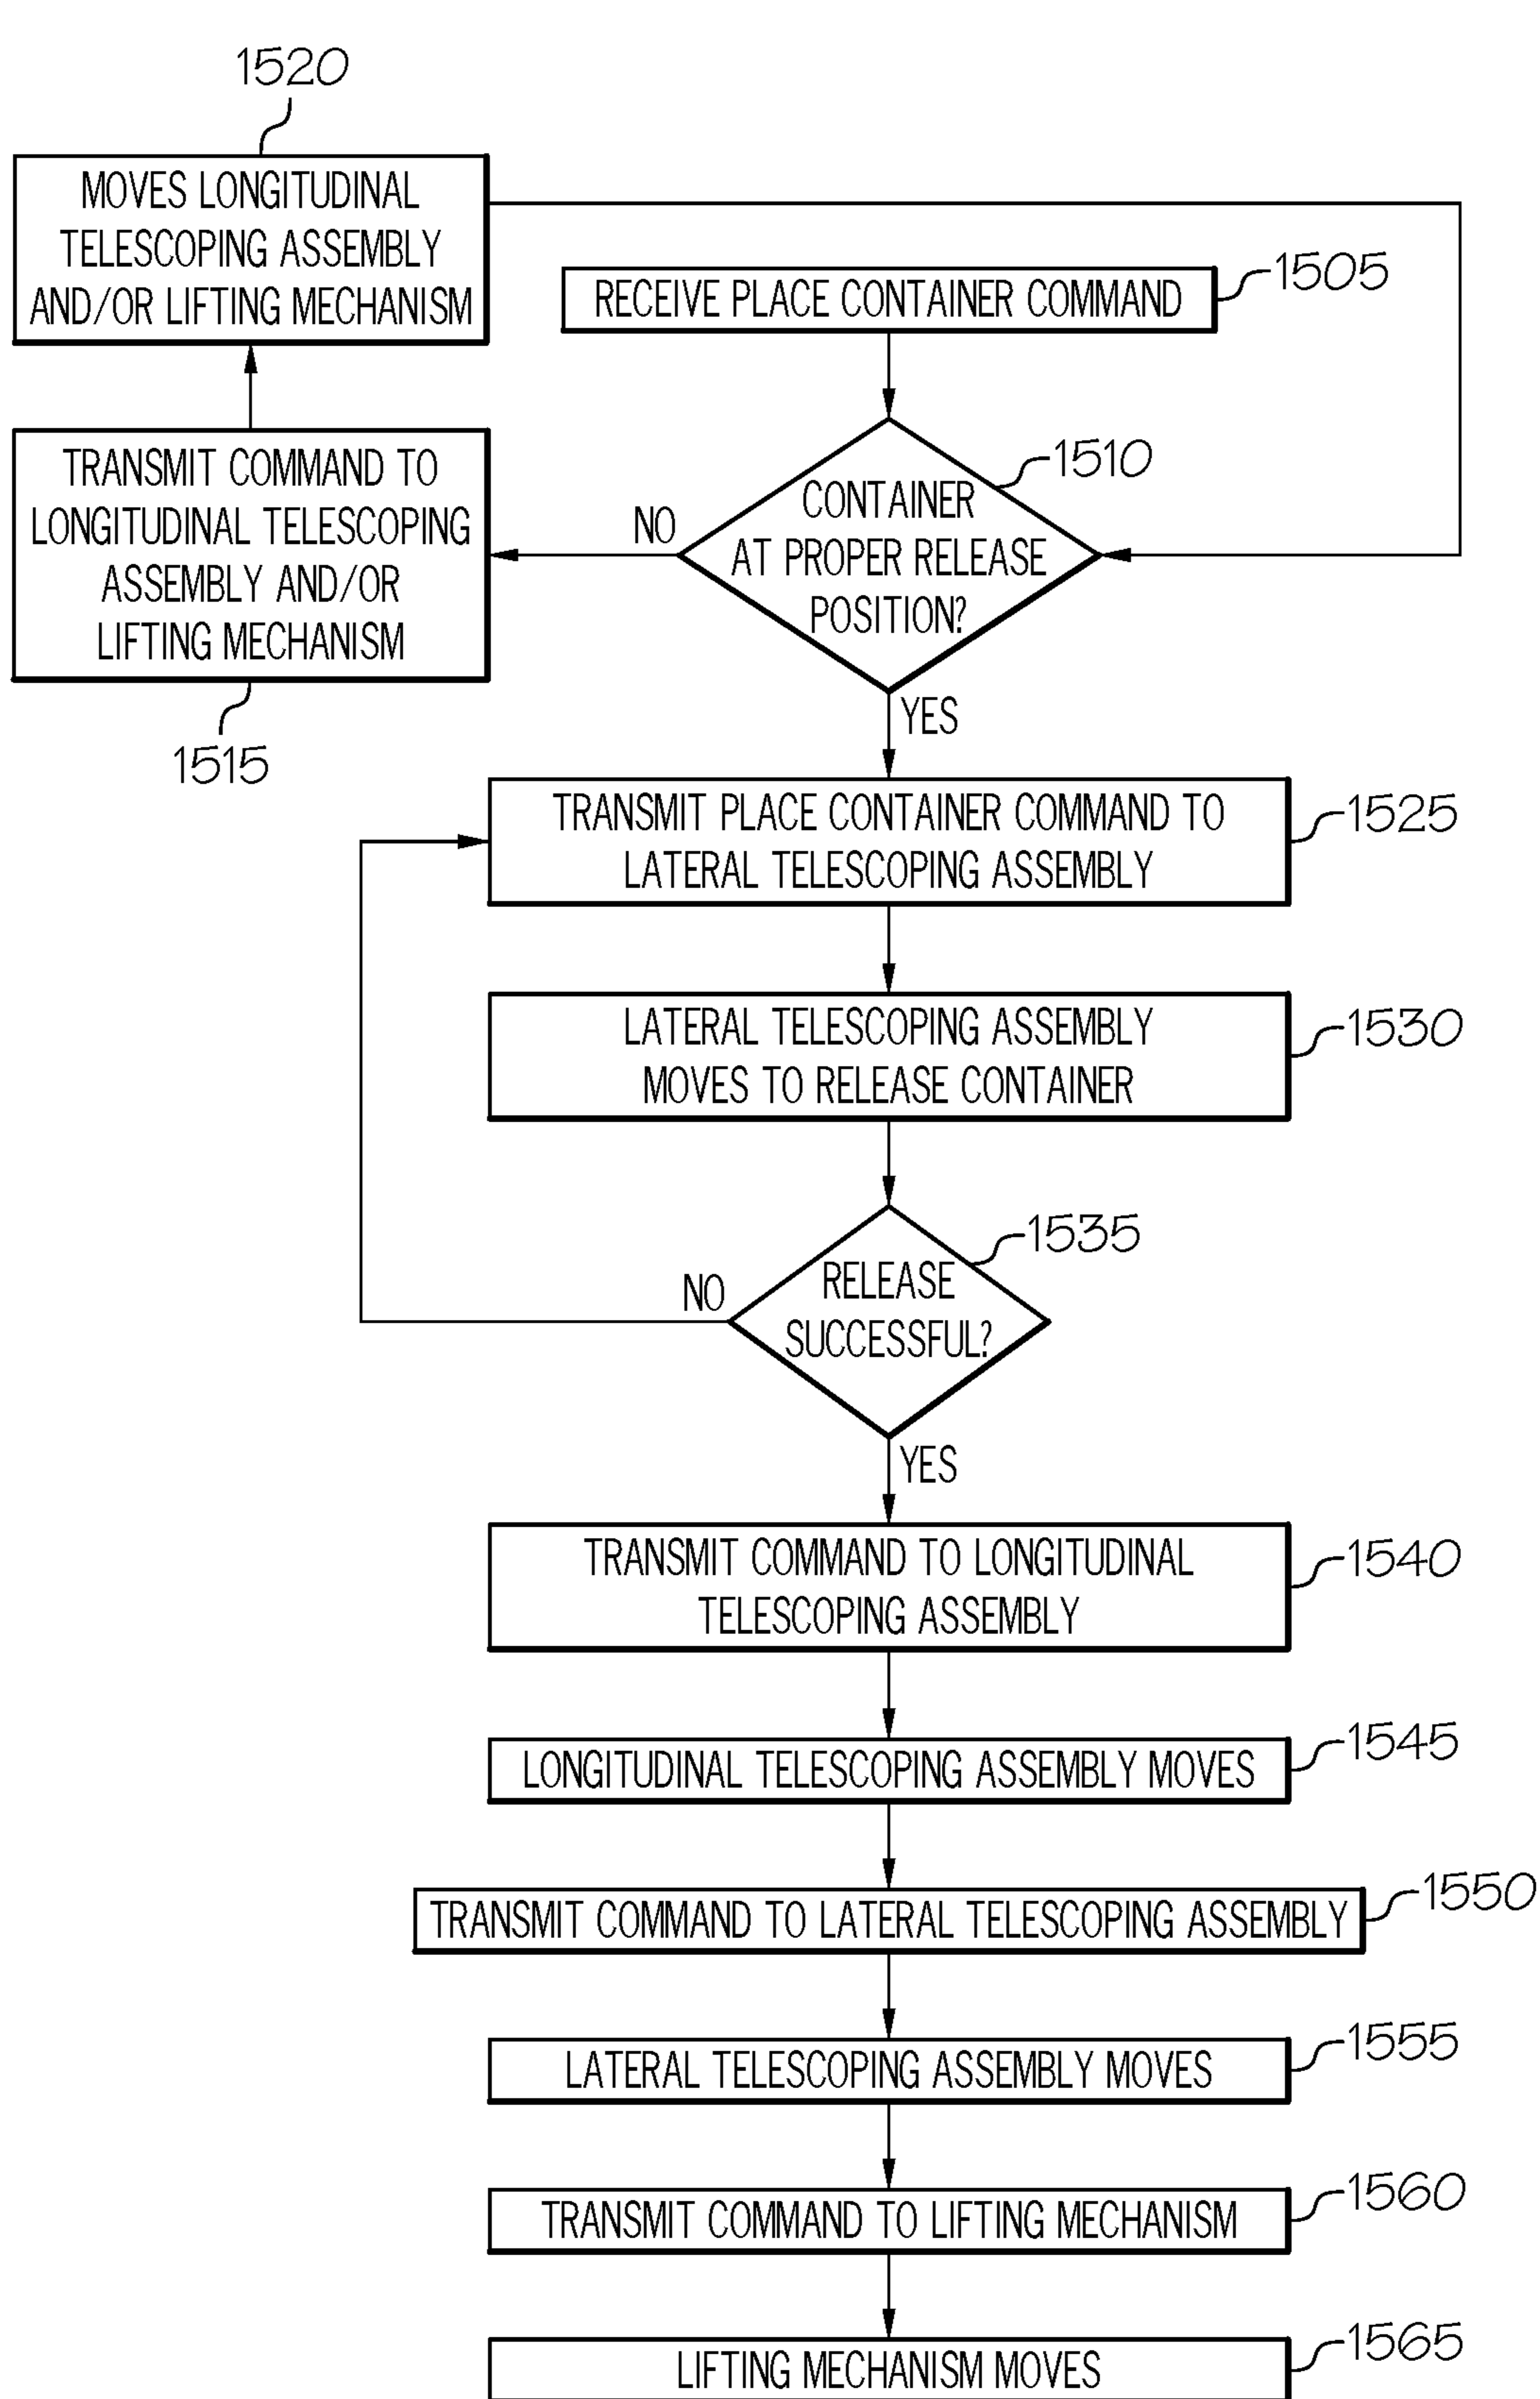 1520
MOVES LONGITUDINAL
TELESCOPING ASSEMBLY
AND/OR LIFTING MECHANISM
RECEIVE PLACE CONTAINER COMMAND
1505
TRANSMIT COMMAND TO
LONGITUDINAL TELESCOPING
ASSEMBLY AND/OR
LIFTING MECHANISM
1515
NO
CONTAINER
AT PROPER RELEASE
POSITION?
1510
YES
TRANSMIT PLACE CONTAINER COMMAND TO
LATERAL TELESCOPING ASSEMBLY
1525
LATERAL TELESCOPING ASSEMBLY
MOVES TO RELEASE CONTAINER
1530
NO
RELEASE
SUCCESSFUL?
1535
YES
TRANSMIT COMMAND TO LONGITUDINAL
TELESCOPING ASSEMBLY
1540
LONGITUDINAL TELESCOPING ASSEMBLY MOVES
1545
TRANSMIT COMMAND TO LATERAL TELESCOPING ASSEMBLY
1550
LATERAL TELESCOPING ASSEMBLY MOVES
1555
TRANSMIT COMMAND TO LIFTING MECHANISM
1560
LIFTING MECHANISM MOVES
1565